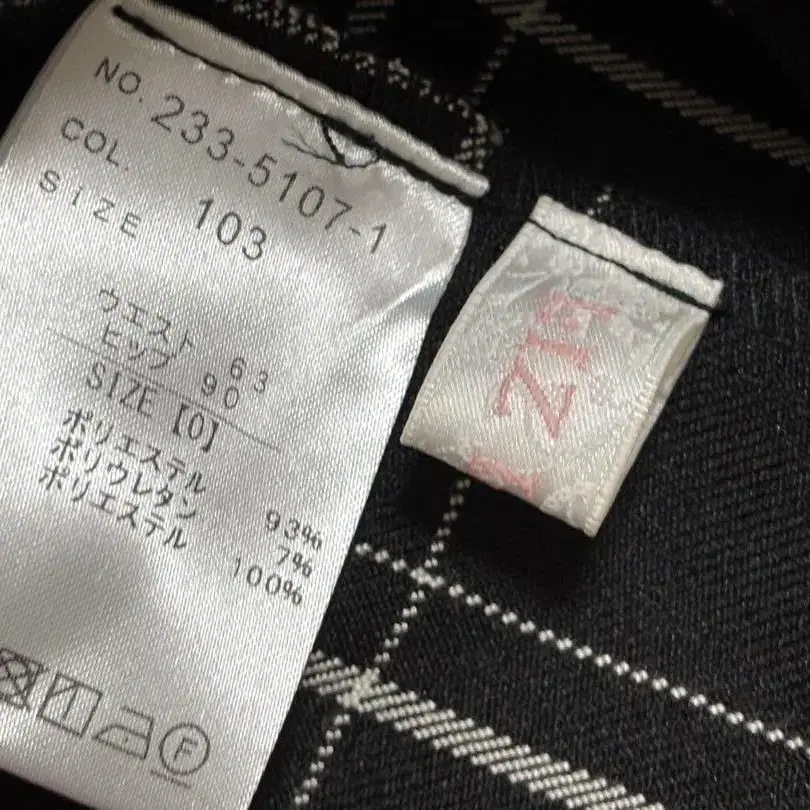 NO. 233-5107-1
COL. 103
SIZE
ウエスト 63
ヒップ 90
SIZE【0】
ポリエステル 93%
ポリウレタン 7%
ポリエステル 100%
F